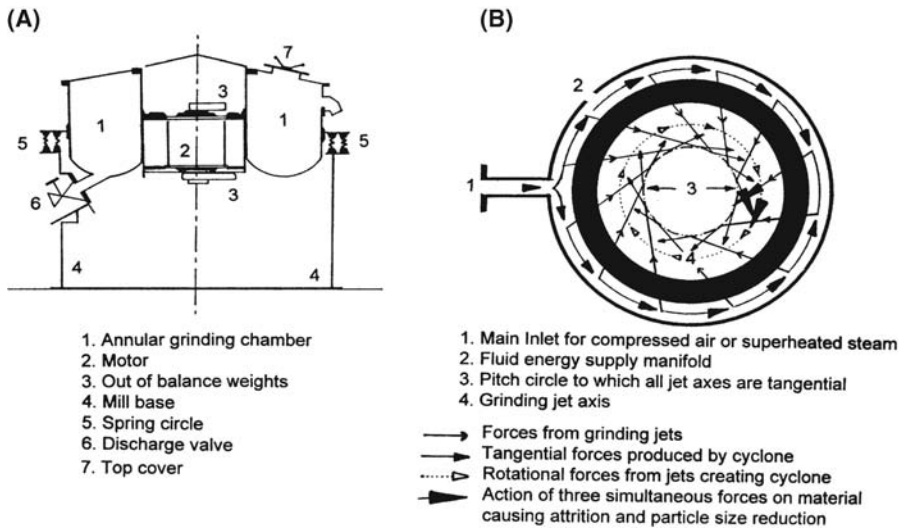 (A)
7
3
1
1
5
5
2
6
3
4
4
1. Annular grinding chamber
2. Motor
3. Out of balance weights
4. Mill base
5. Spring circle
6. Discharge valve
7. Top cover
(B)
2
1
3
4
1. Main Inlet for compressed air or superheated steam
2. Fluid energy supply manifold
3. Pitch circle to which all jet axes are tangential
4. Grinding jet axis
Forces from grinding jets
Tangential forces produced by cyclone
Rotational forces from jets creating cyclone
Action of three simultaneous forces on material
causing attrition and particle size reduction